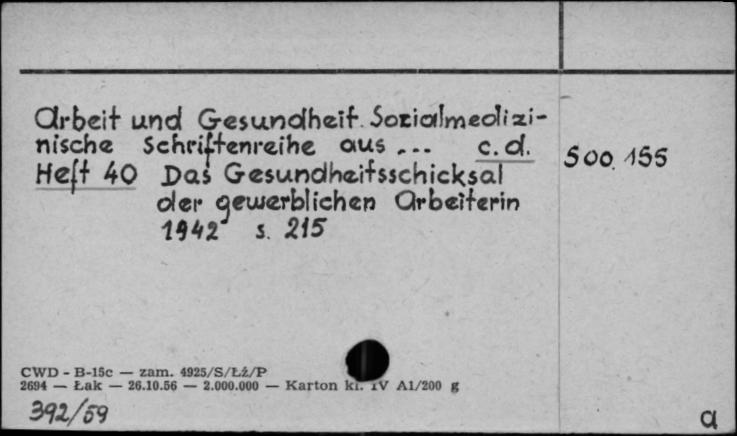 Arbeit und Gesundheit. Sozialmedizi-
nische Schriftenreihe aus ... c.d.
Heft 40 Das Gesundheitsschicksal
der gewerblichen Arbeiterin
1942 s. 215
500.155
CWD - B-15c — zam. 4925/S/Łż/P
2694 — Łak — 26.10.56 — 2.000.000 — Karton kl. IV A1/200 g
392/59
a